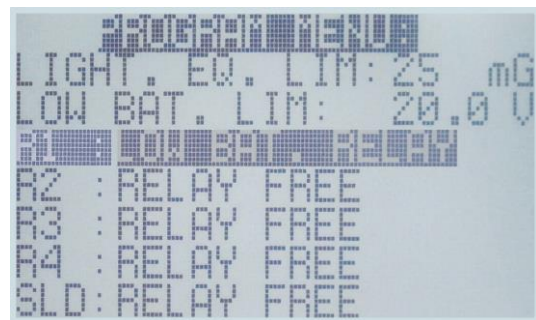 PROGRAM MENU:
LIGHT. EQ. LIM: 25 mG
LOW BAT. LIM: 20.0 V
R1 : LOW BAT. RELAY
R2 :RELAY FREE
R3 :RELAY FREE
R4 :RELAY FREE
SLD:RELAY FREE